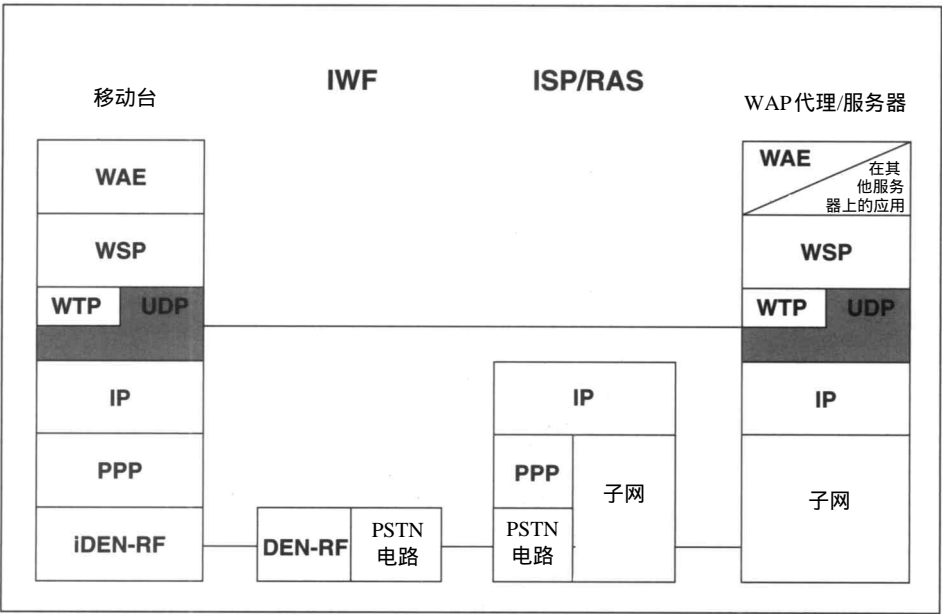 移动台
IWF
ISP/RAS
WAP代理/服务器
WAE
WSP
WTP UDP
IP
PPP
iDEN-RF
DEN-RF
PSTN
电路
IP
PPP
子网
PSTN
电路
WAE
在其
他服务
器上的应用
WSP
WTP UDP
IP
子网